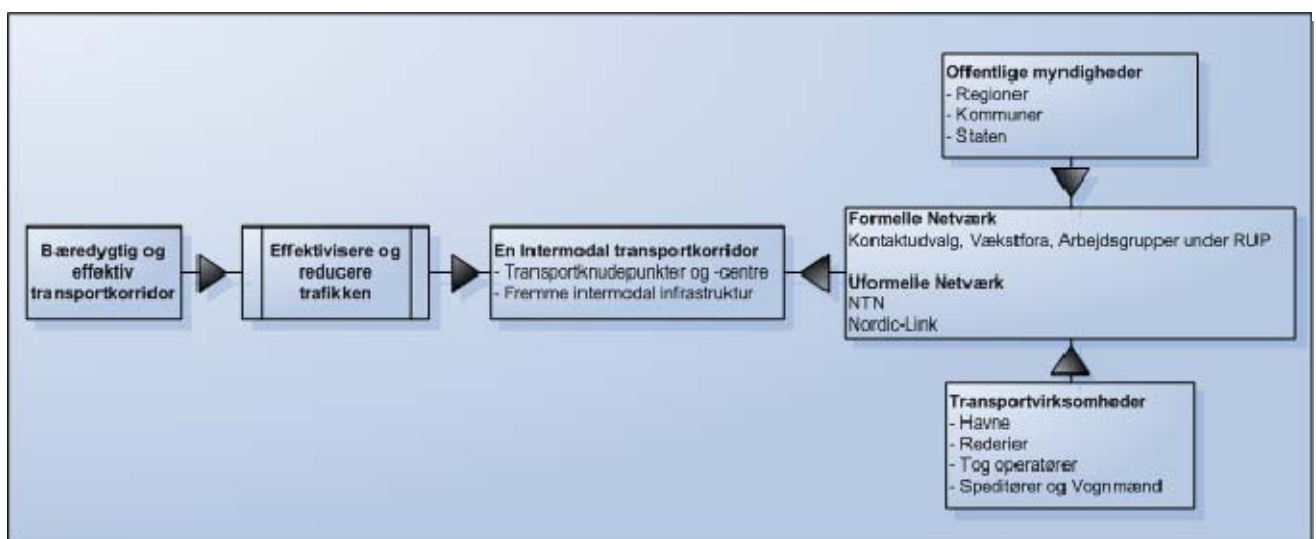 Bæredygtig og
effektiv
transportkorridor
Effektivisere og
reducere
trafikken
En Intermodal transportkorridor
- Transportknudepunkter og -centre
- Fremme intermodal infrastruktur
Offentlige myndigheder
- Regioner
- Kommuner
- Staten
Formelle Netværk
Kontaktudvalg, Vækstfora, Arbejdsgrupper under RUP
Uformelle Netværk
NTN
Nordic-Link
Transportvirksomheder
- Havne
- Rederier
- Tog operatører
- Speditører og Vognmænd